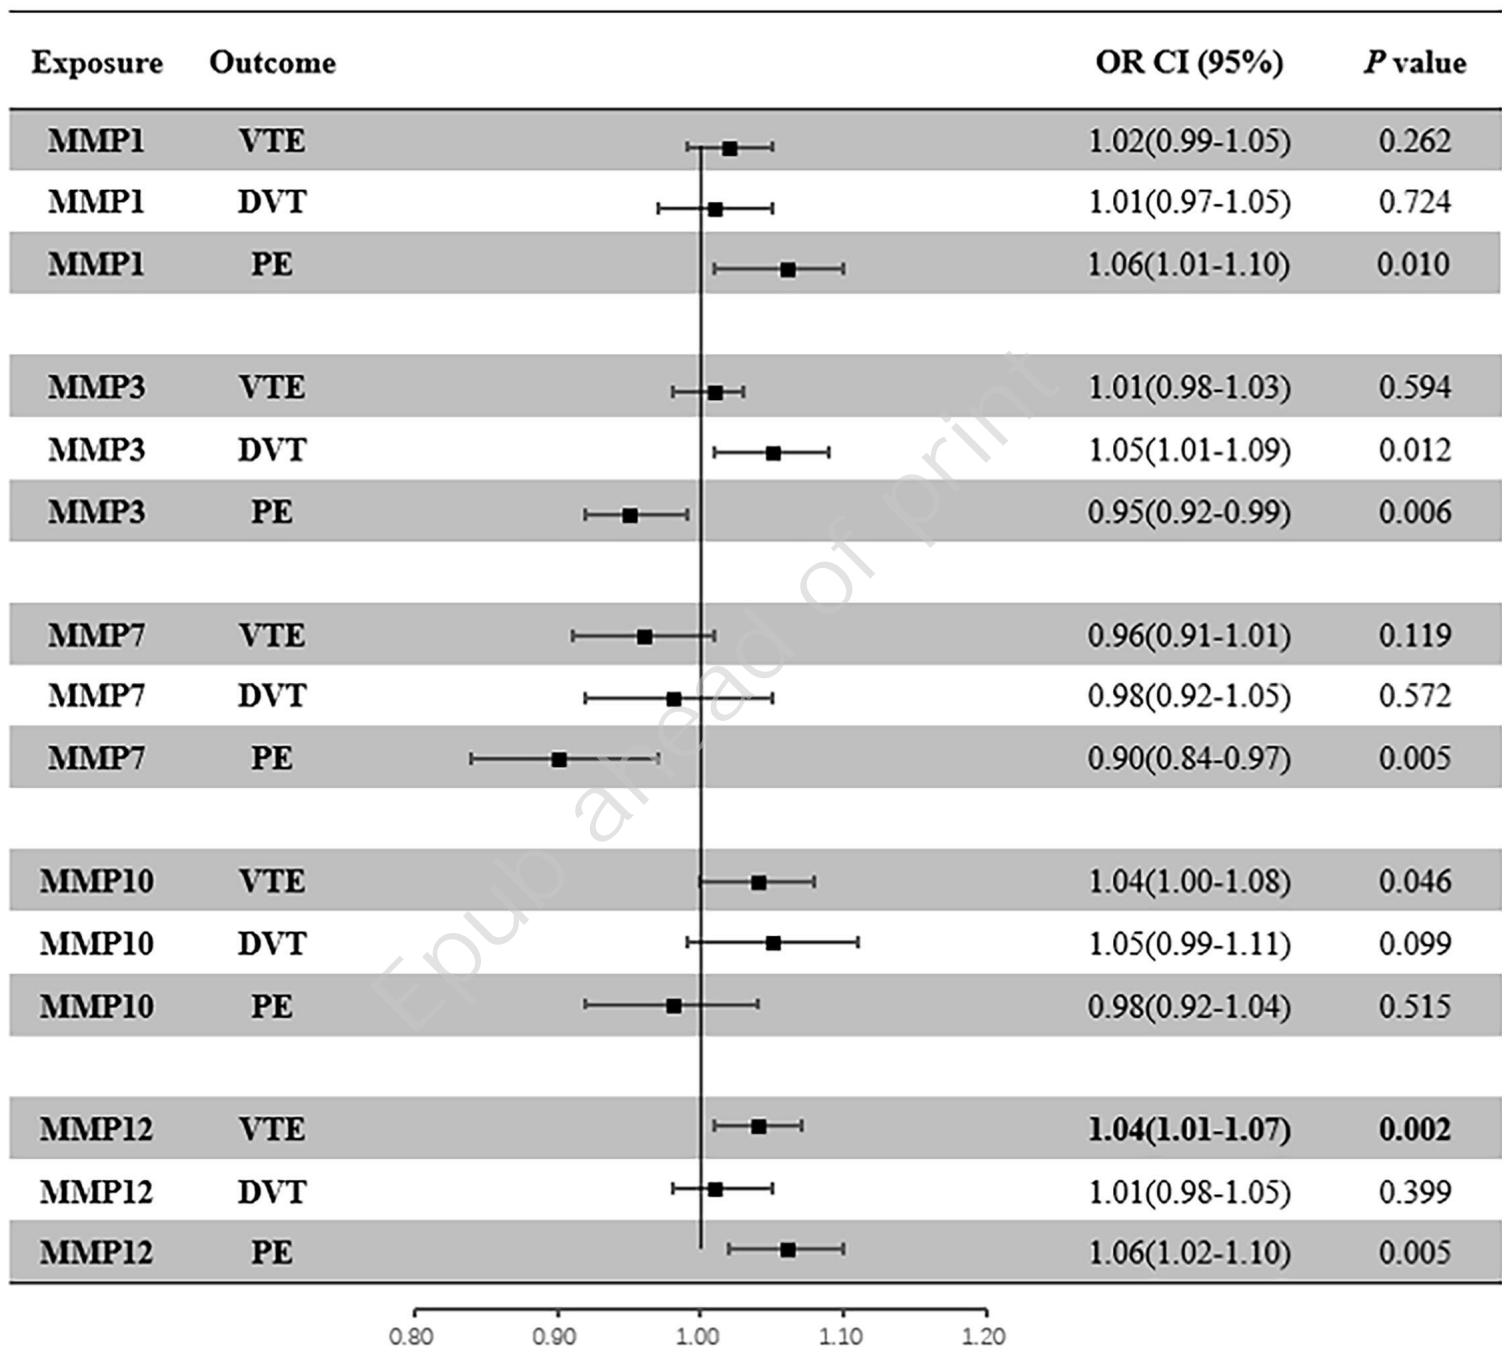 Exposure Outcome OR CI (95%) P value
MMP1 VTE 1.02(0.99-1.05) 0.262
MMP1 DVT 1.01(0.97-1.05) 0.724
MMP1 PE 1.06(1.01-1.10) 0.010
MMP3 VTE 1.01(0.98-1.03) 0.594
MMP3 DVT 1.05(1.01-1.09) 0.012
MMP3 PE 0.95(0.92-0.99) 0.006
MMP7 VTE 0.96(0.91-1.01) 0.119
MMP7 DVT 0.98(0.92-1.05) 0.572
MMP7 PE 0.90(0.84-0.97) 0.005
MMP10 VTE 1.04(1.00-1.08) 0.046
MMP10 DVT 1.05(0.99-1.11) 0.099
MMP10 PE 0.98(0.92-1.04) 0.515
MMP12 VTE 1.04(1.01-1.07) 0.002
MMP12 DVT 1.01(0.98-1.05) 0.399
MMP12 PE 1.06(1.02-1.10) 0.005
0.80 0.90 1.00 1.10 1.20
Epub ahead of print